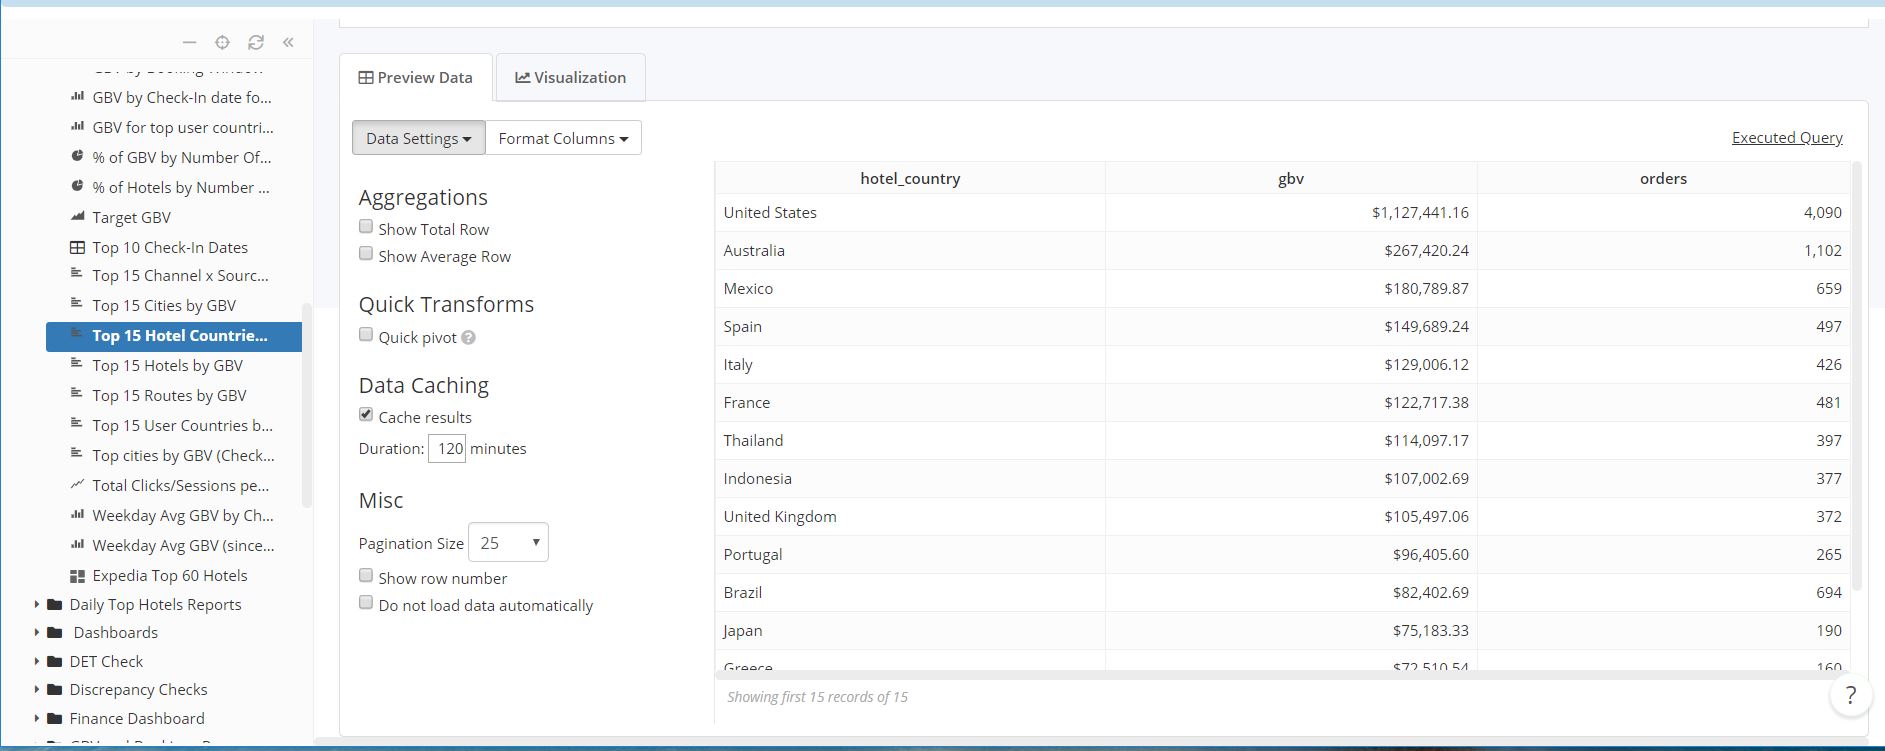 GBV by Booking Window
GBV by Check-In date fo...
GBV for top user countri...
% of GBV by Number Of...
% of Hotels by Number ...
Target GBV
Top 10 Check-In Dates
Top 15 Channel x Sourc...
Top 15 Cities by GBV
Top 15 Hotel Countrie...
Top 15 Hotels by GBV
Top 15 Routes by GBV
Top 15 User Countries b...
Top cities by GBV (Check...
Total Clicks/Sessions pe...
Weekday Avg GBV by Ch...
Weekday Avg GBV (since...
Expedia Top 60 Hotels
Daily Top Hotels Reports
Dashboards
DET Check
Discrepancy Checks
Finance Dashboard
Preview Data Visualization
Data Settings Format Columns Executed Query
Aggregations
Show Total Row
Show Average Row
Quick Transforms
Quick pivot ?
Data Caching
Cache results
Duration: 120 minutes
Misc
Pagination Size 25
Show row number
Do not load data automatically
hotel_country gbv orders
United States $1,127,441.16 4,090
Australia $267,420.24 1,102
Mexico $180,789.87 659
Spain $149,689.24 497
Italy $129,006.12 426
France $122,717.38 481
Thailand $114,097.17 397
Indonesia $107,002.69 377
United Kingdom $105,497.06 372
Portugal $96,405.60 265
Brazil $82,402.69 694
Japan $75,183.33 190
Greece $72,510.54 160
Showing first 15 records of 15
?